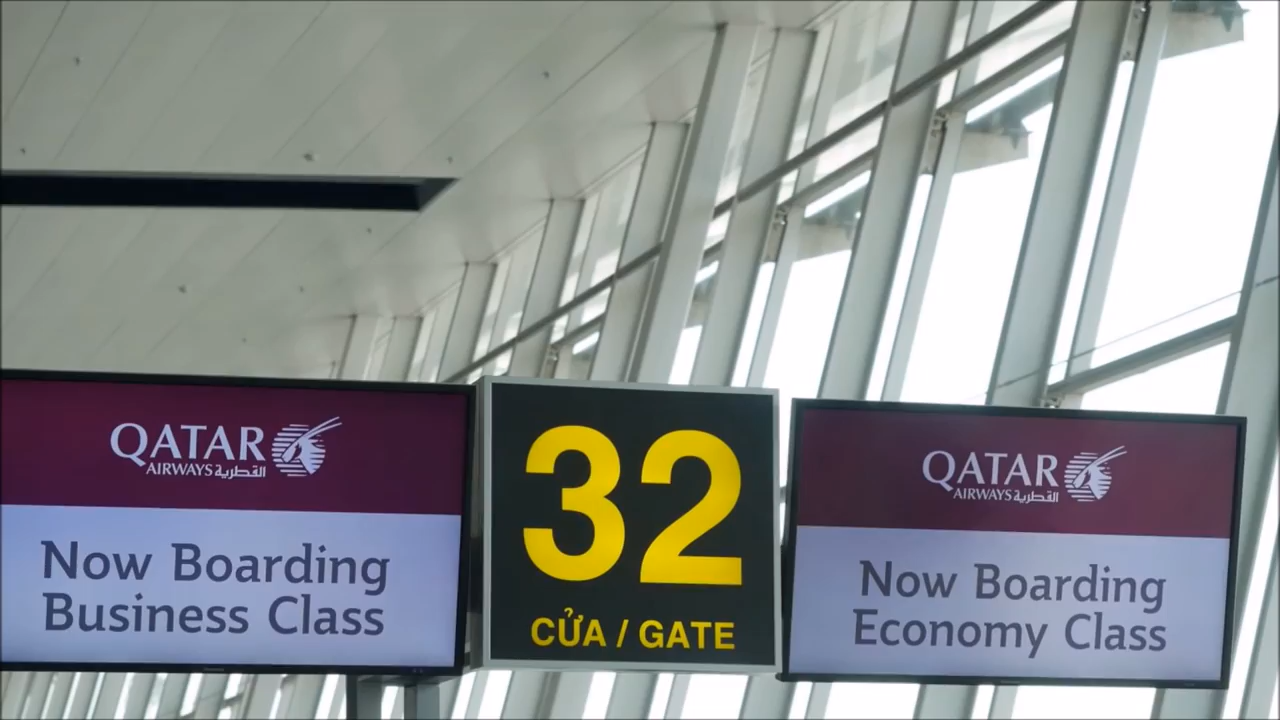 QATAR
AIRWAYS القطرية
Now Boarding
Business Class
32
CỬA / GATE
QATAR
AIRWAYS القطرية
Now Boarding
Economy Class